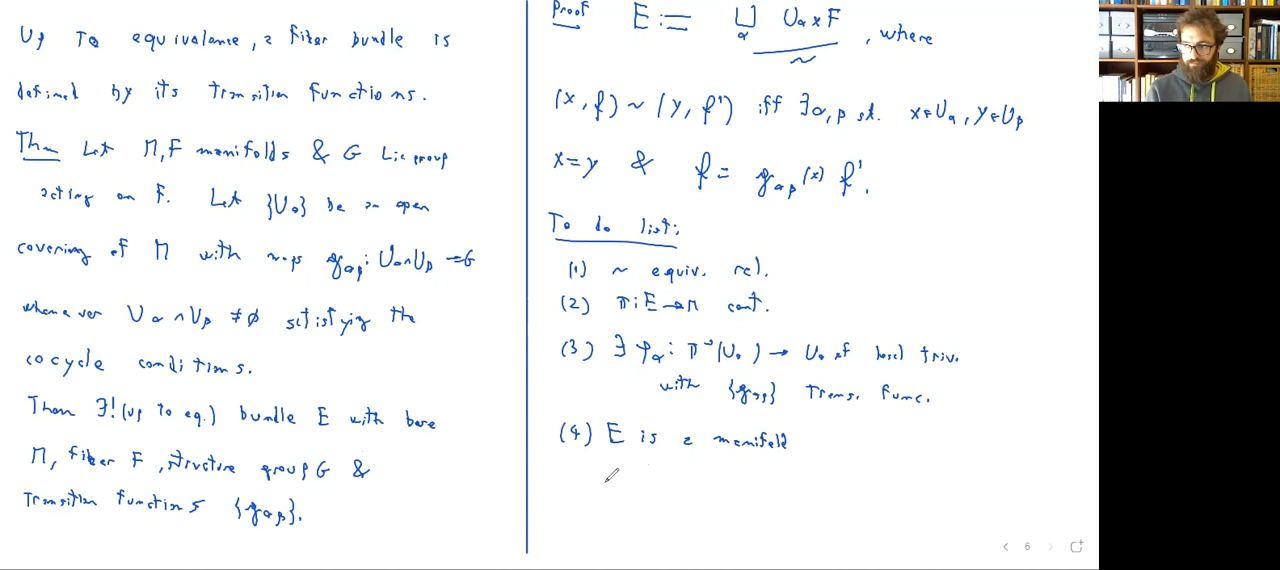 Up to equivalence, a fiber bundle is
defined by its transition functions.
Thm Let M, F manifolds & G Lie group
acting on F. Let {Uα} be an open
covering of M with maps gαβ: Uα∩Uβ → G
whenever Uα∩Uβ ≠ ∅ satisfying the
cocycle conditions.
Then ∃! (up to eq.) bundle E with base
M, fiber F, structure group G &
transition functions {gαβ}.
Proof E := ⊔α Uα×F / ~ , where
(x, f) ~ (y, f') iff ∃α,β st. x∈Uα, y∈Uβ
x=y & f = gαβ(x) f'.
To do list:
(1) ~ equiv. rel.
(2) π: E → M cont.
(3) ∃ φα: π⁻¹(Uα) → Uα×F local triv.
with {gαβ} trans. func.
(4) E is a manifold
6